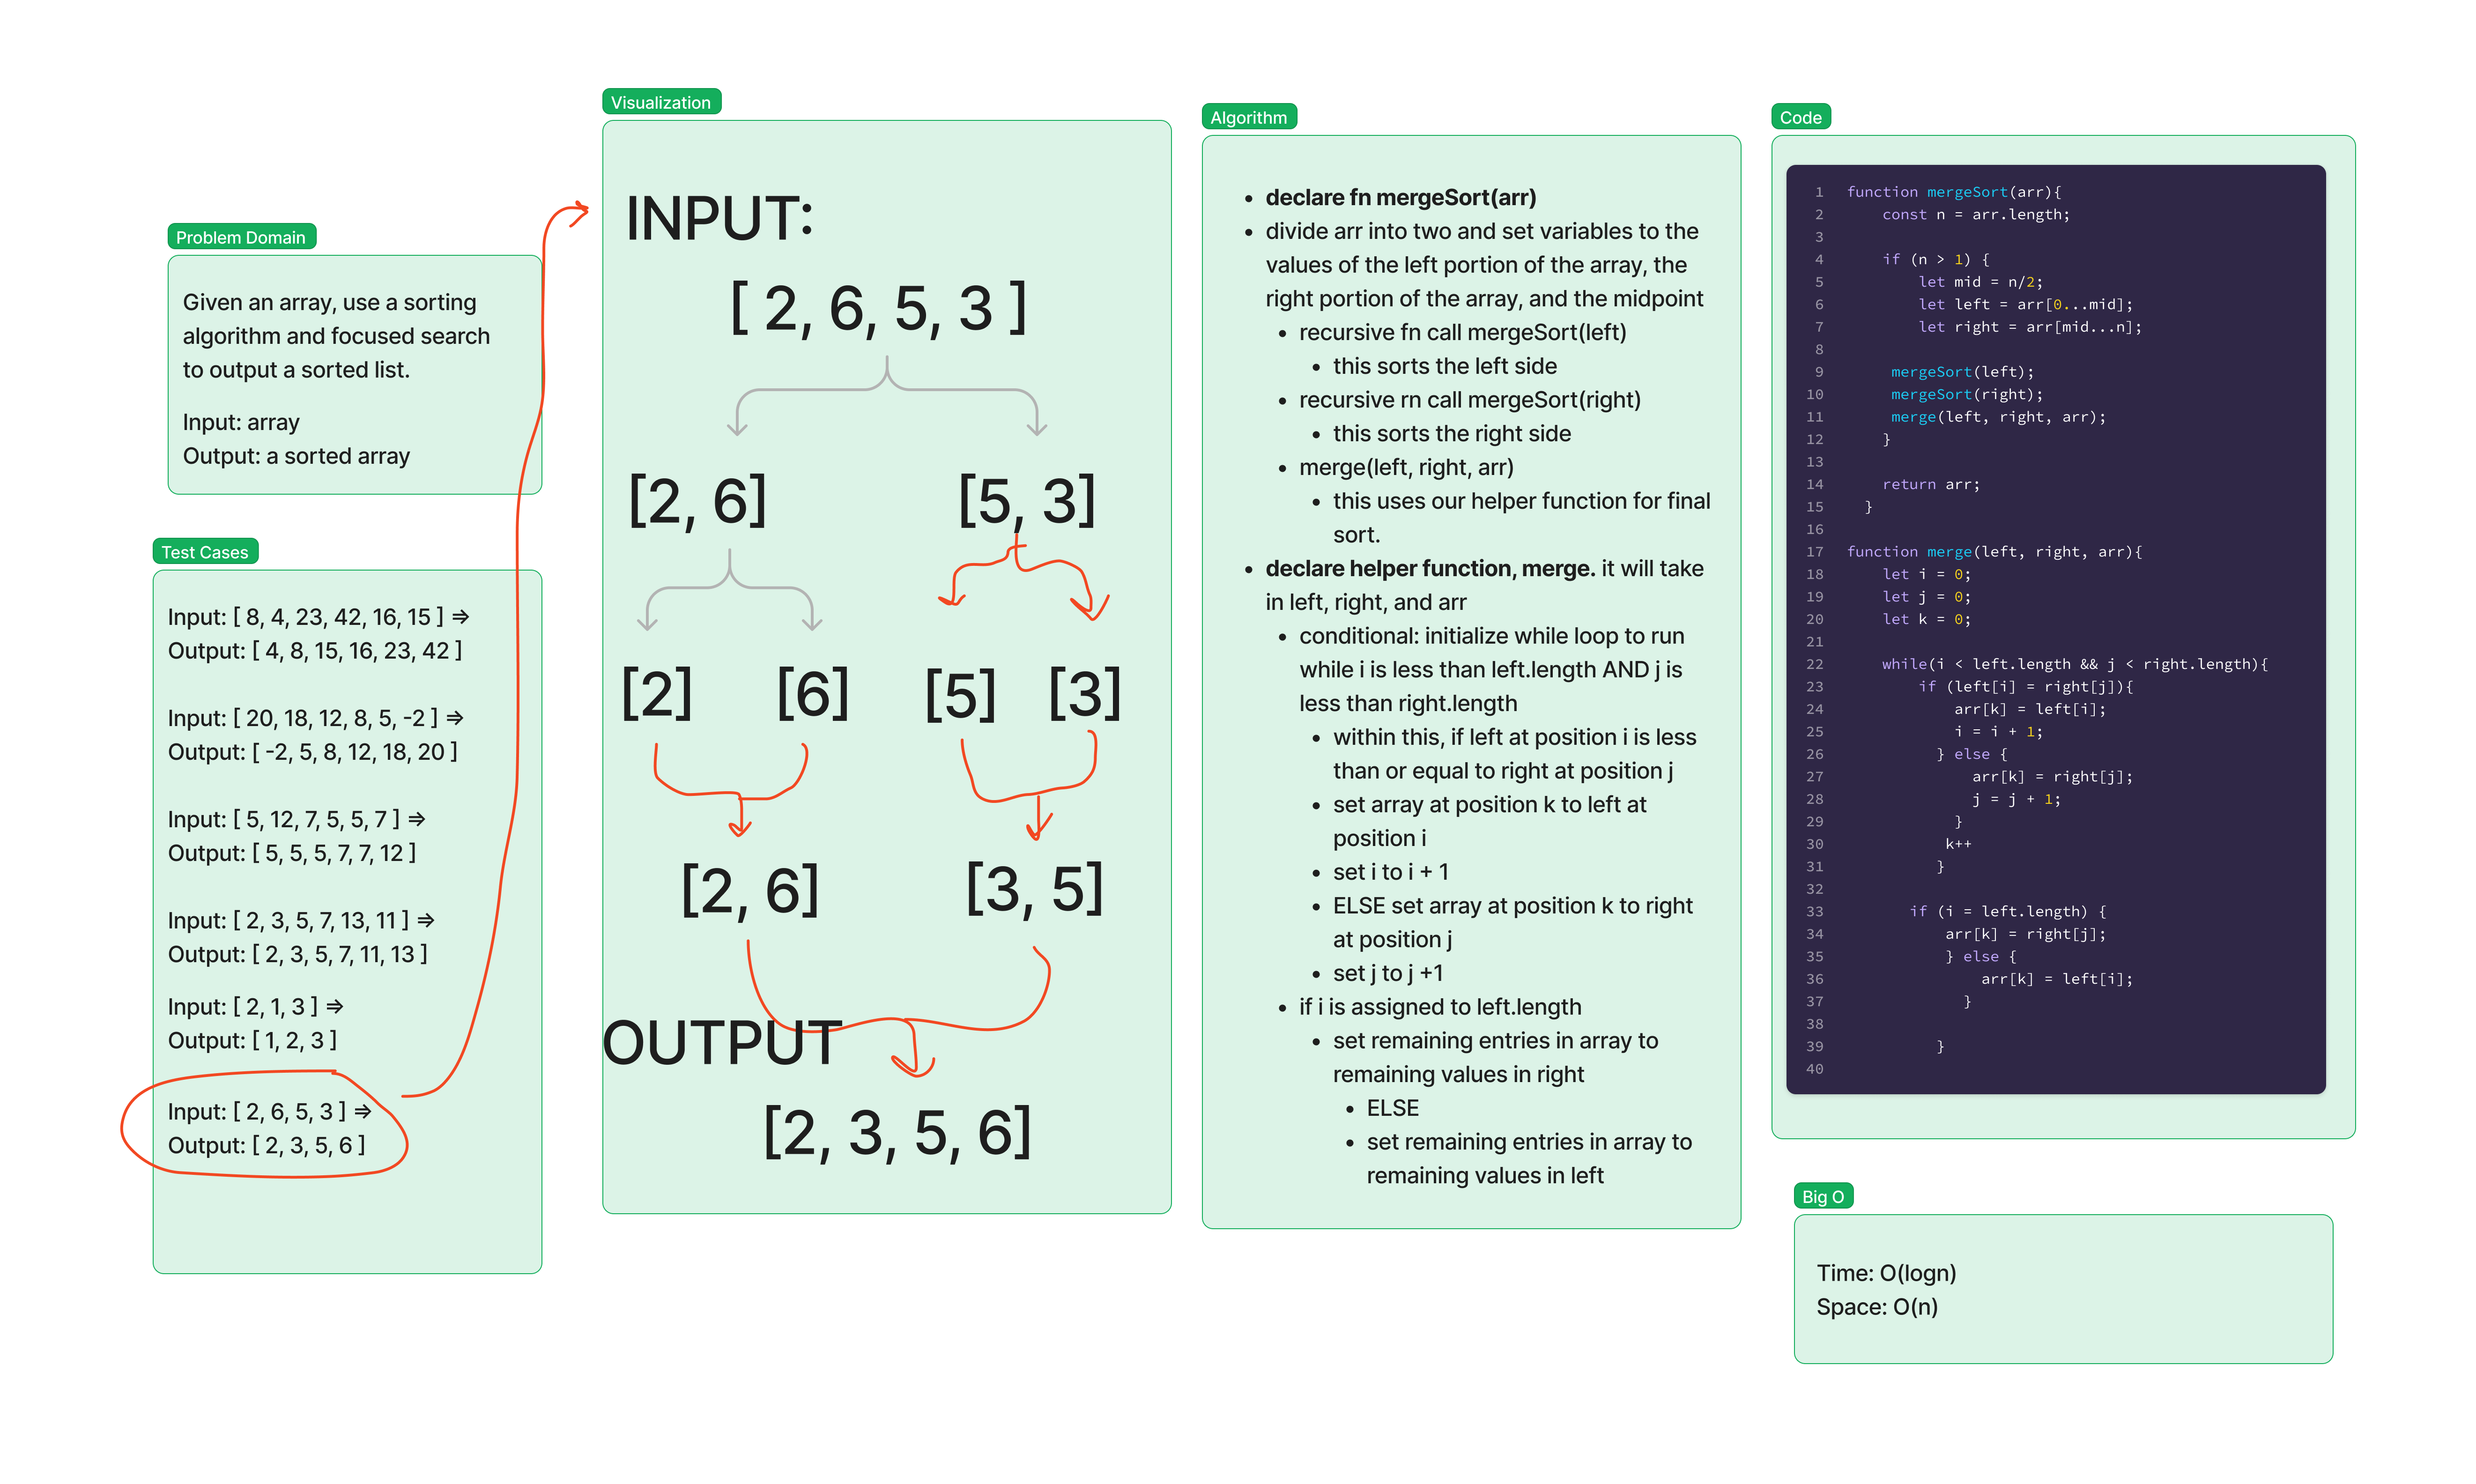 Problem Domain
Given an array, use a sorting
algorithm and focused search
to output a sorted list.
Input: array
Output: a sorted array
Test Cases
Input: [ 8, 4, 23, 42, 16, 15 ] ⇒
Output: [ 4, 8, 15, 16, 23, 42 ]
Input: [ 20, 18, 12, 8, 5, -2 ] ⇒
Output: [ -2, 5, 8, 12, 18, 20 ]
Input: [ 5, 12, 7, 5, 5, 7 ] ⇒
Output: [ 5, 5, 5, 7, 7, 12 ]
Input: [ 2, 3, 5, 7, 13, 11 ] ⇒
Output: [ 2, 3, 5, 7, 11, 13 ]
Input: [ 2, 1, 3 ] ⇒
Output: [ 1, 2, 3 ]
Input: [ 2, 6, 5, 3 ] ⇒
Output: [ 2, 3, 5, 6 ]
Visualization
INPUT:
[ 2, 6, 5, 3 ]
[2, 6] [5, 3]
[2] [6] [5] [3]
[2, 6] [3, 5]
OUTPUT
[2, 3, 5, 6]
Algorithm
• declare fn mergeSort(arr)
• divide arr into two and set variables to the
values of the left portion of the array, the
right portion of the array, and the midpoint
• recursive fn call mergeSort(left)
• this sorts the left side
• recursive rn call mergeSort(right)
• this sorts the right side
• merge(left, right, arr)
• this uses our helper function for final
sort.
• declare helper function, merge. it will take
in left, right, and arr
• conditional: initialize while loop to run
while i is less than left.length AND j is
less than right.length
• within this, if left at position i is less
than or equal to right at position j
• set array at position k to left at
position i
• set i to i + 1
• ELSE set array at position k to right
at position j
• set j to j +1
• if i is assigned to left.length
• set remaining entries in array to
remaining values in right
• ELSE
• set remaining entries in array to
remaining values in left
Code
1 function mergeSort(arr){
2 const n = arr.length;
3
4 if (n > 1) {
5 let mid = n/2;
6 let left = arr[0...mid];
7 let right = arr[mid...n];
8
9 mergeSort(left);
10 mergeSort(right);
11 merge(left, right, arr);
12 }
13
14 return arr;
15 }
16
17 function merge(left, right, arr){
18 let i = 0;
19 let j = 0;
20 let k = 0;
21
22 while(i < left.length && j < right.length){
23 if (left[i] = right[j]){
24 arr[k] = left[i];
25 i = i + 1;
26 } else {
27 arr[k] = right[j];
28 j = j + 1;
29 }
30 k++
31 }
32
33 if (i = left.length) {
34 arr[k] = right[j];
35 } else {
36 arr[k] = left[i];
37 }
38
39 }
40
Big O
Time: O(logn)
Space: O(n)